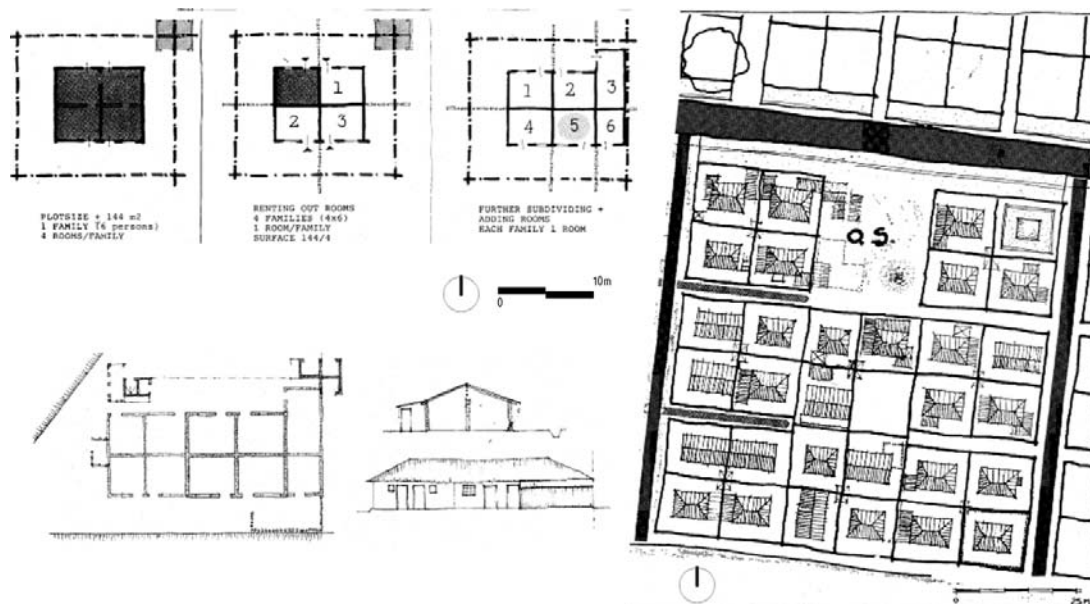 1
2 3
1 2 3
4 5 6
PLOTSIZE + 144 m2
1 FAMILY (6 persons)
4 ROOMS/FAMILY
RENTING OUT ROOMS
4 FAMILIES (4x6)
1 ROOM/FAMILY
SURFACE 144/4
FURTHER SUBDIVIDING +
ADDING ROOMS
EACH FAMILY 1 ROOM
O.S.
0 10m
0 25 m